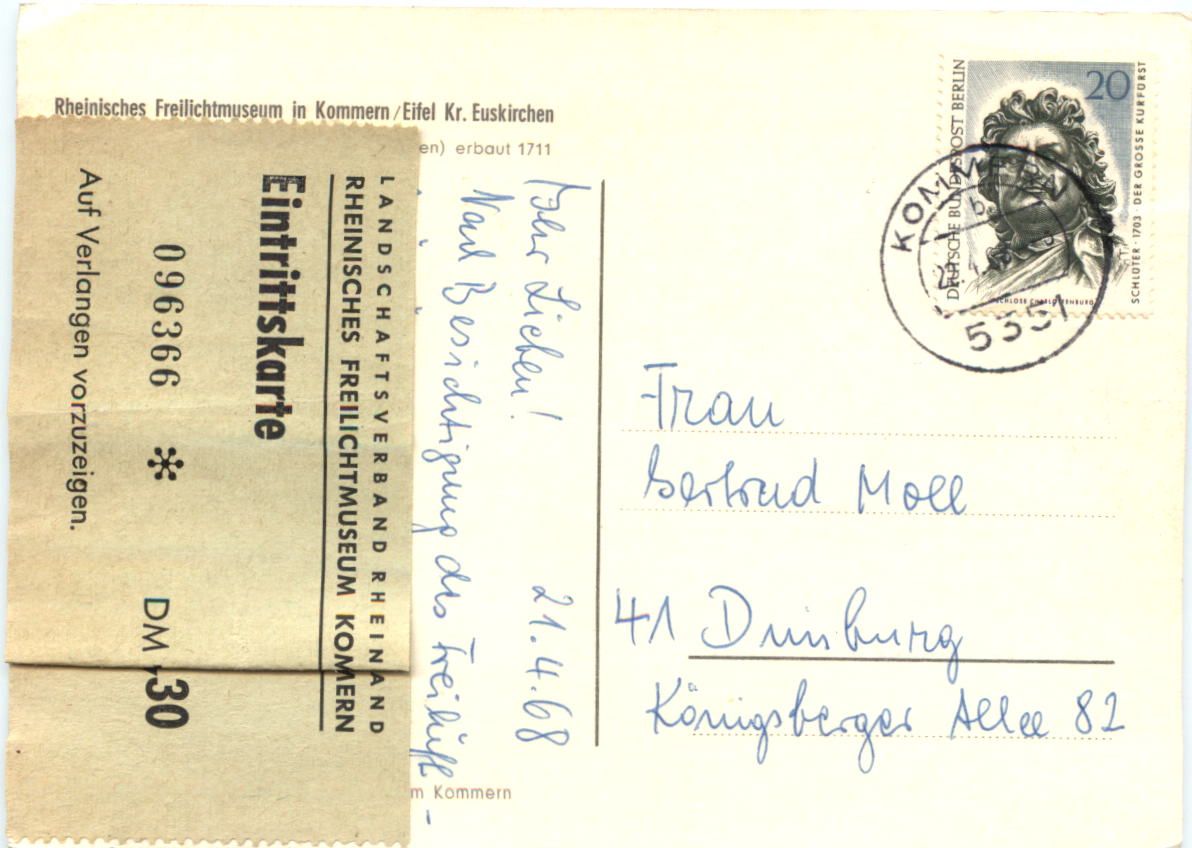 Rheinisches Freilichtmuseum in Kommern/Eifel Kr. Euskirchen
en) erbaut 1711
LANDSCHAFTSVERBAND RHEINLAND
RHEINISCHES FREILICHTMUSEUM KOMMERN
Eintrittskarte
096366 * DM -,30
Auf Verlangen vorzuzeigen.
Lieben! 21.4.68
Nach Besichtigung des Freilicht-
m Kommern
DEUTSCHE BUNDESPOST BERLIN
20
SCHLÜTER · 1703 · DER GROSSE KURFÜRST
SCHLOSS CHARLOTTENBURG
KOMMERN
5351
Frau
Gertrud Moll
41 Duisburg
Königsberger Allee 82